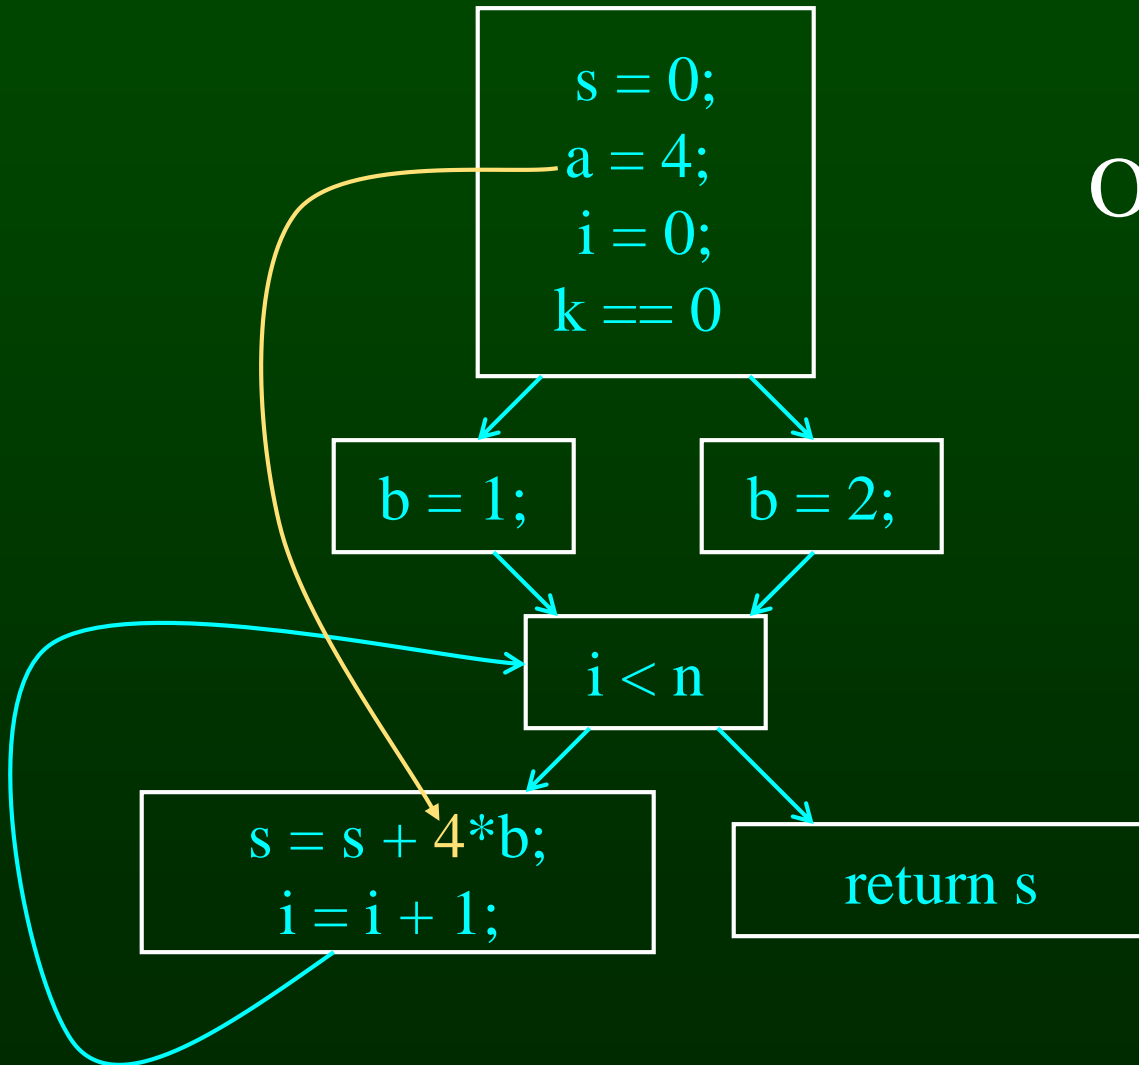 s = 0;
a = 4;
O
i = 0;
k == 0
b = 1;
b = 2;
i < n
s = s + 4*b;
i = i + 1;
return s